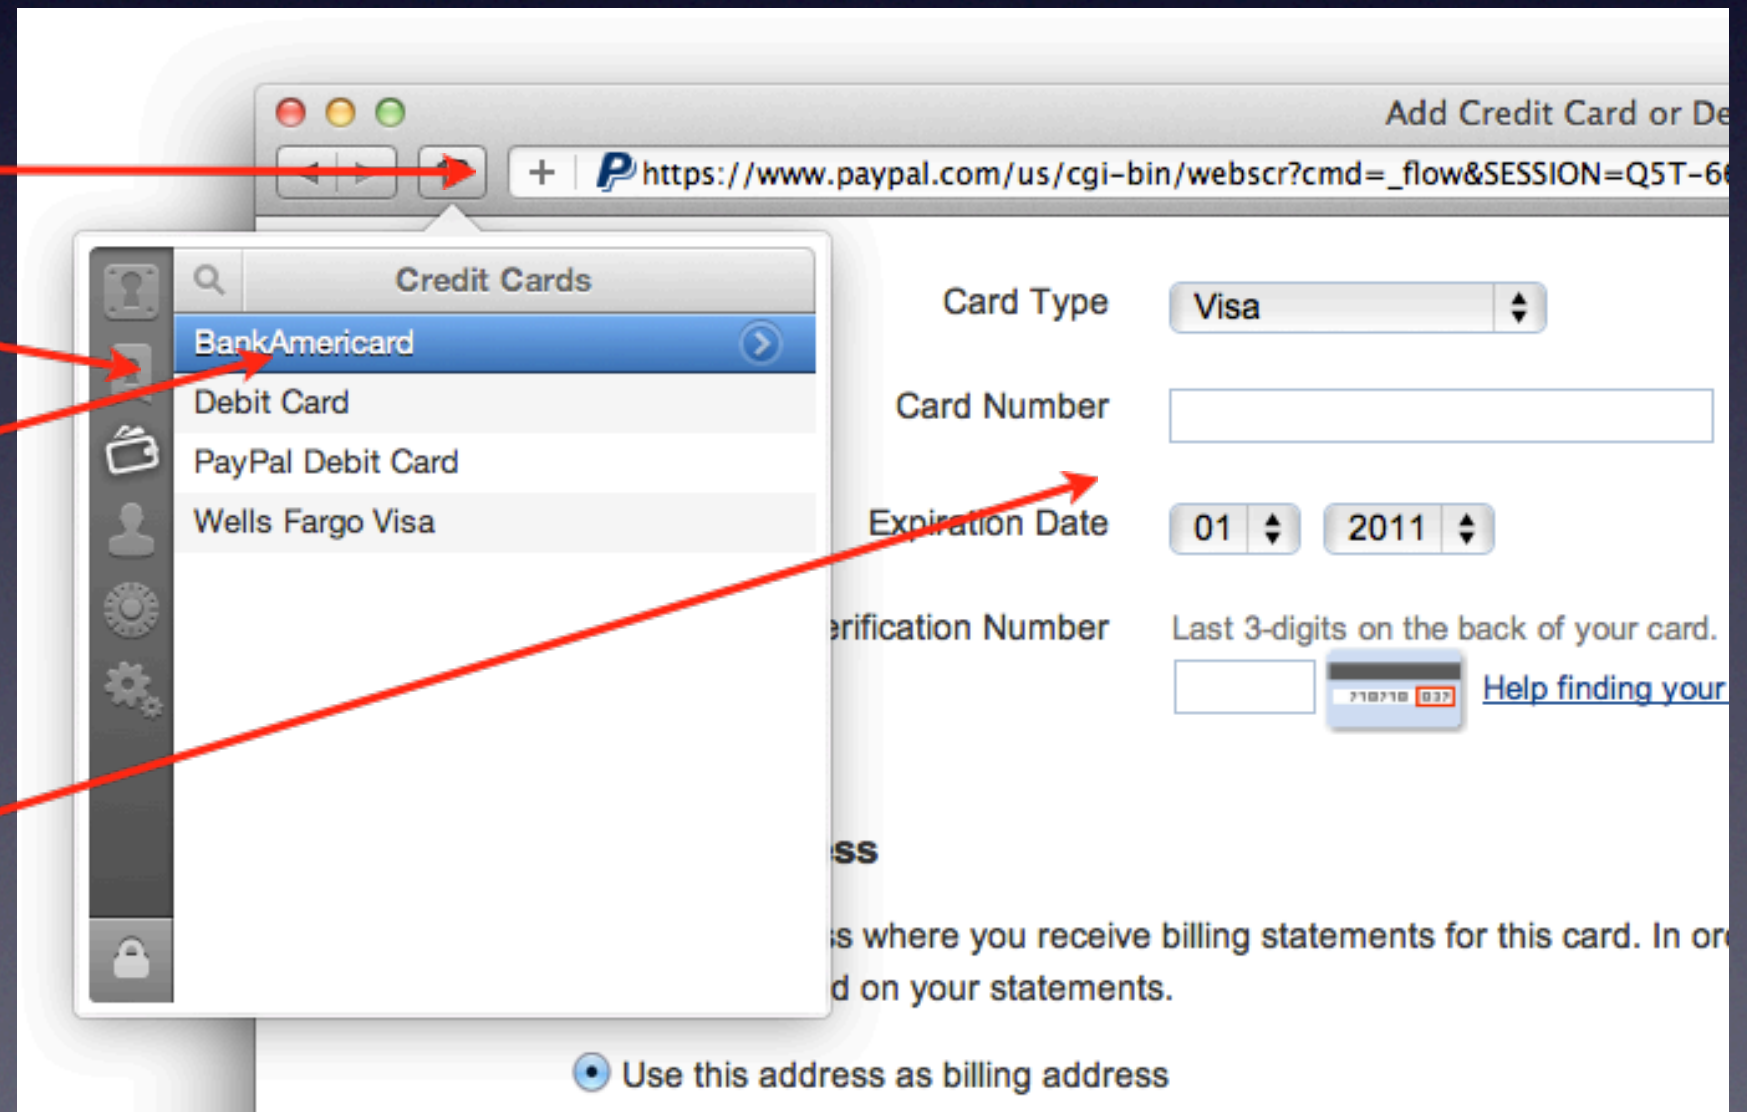 Add Credit Card or De
https://www.paypal.com/us/cgi-bin/webscr?cmd=_flow&SESSION=Q5T-66
Credit Cards
BankAmericard
Debit Card
PayPal Debit Card
Wells Fargo Visa
Card Type Visa
Card Number
Expiration Date 01 2011
erification Number Last 3-digits on the back of your card.
Help finding your
ess
s where you receive billing statements for this card. In or
d on your statements.
Use this address as billing address